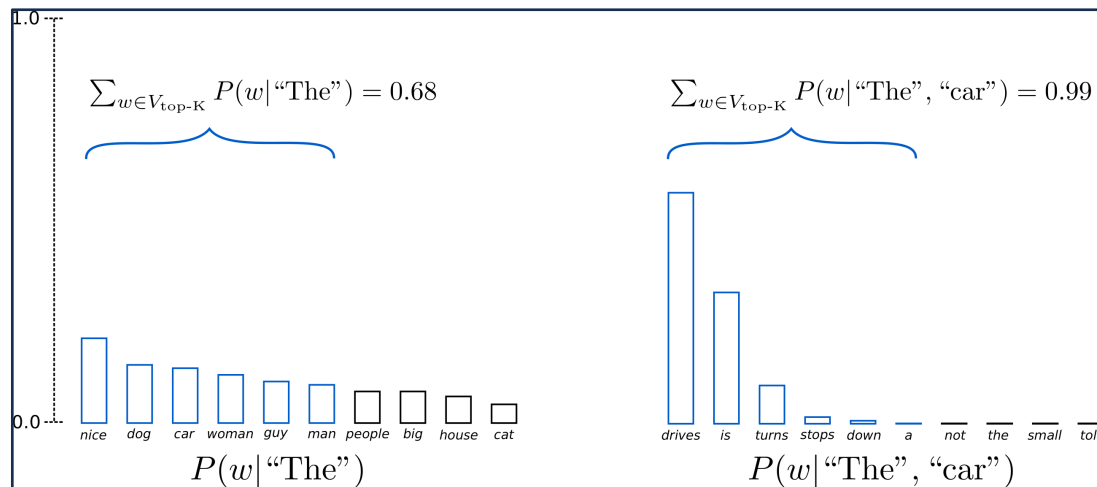 1.0
∑w∈Vtop-K P(w|“The”) = 0.68
∑w∈Vtop-K P(w|“The”, “car”) = 0.99
0.0
nice dog car woman guy man people big house cat
drives is turns stops down a not the small tol
P(w|“The”)
P(w|“The”, “car”)